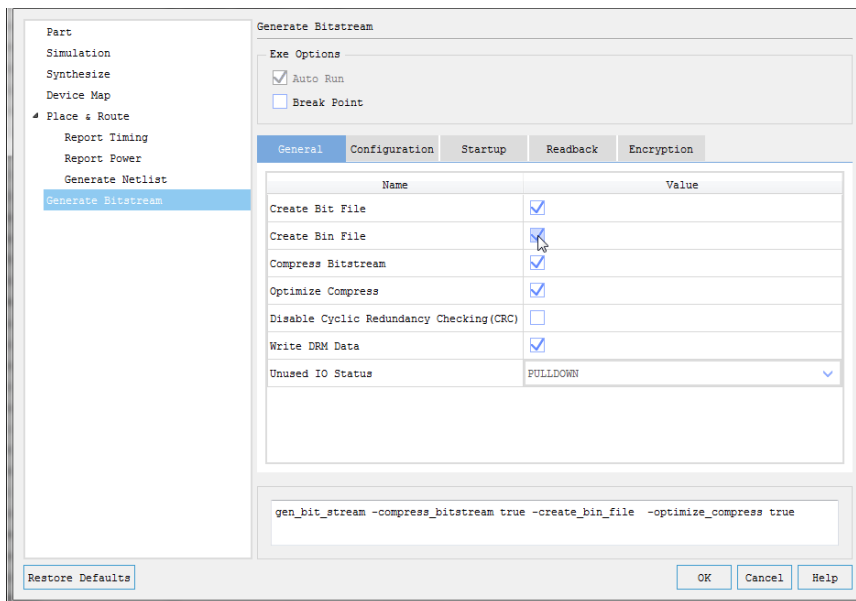 Part
Simulation
Synthesize
Device Map
Place & Route
Report Timing
Report Power
Generate Netlist
Generate Bitstream
Generate Bitstream
Exe Options
Auto Run
Break Point
General Configuration Startup Readback Encryption
Name Value
Create Bit File
Create Bin File
Compress Bitstream
Optimize Compress
Disable Cyclic Redundancy Checking(CRC)
Write DRM Data
Unused IO Status PULLDOWN
gen_bit_stream -compress_bitstream true -create_bin_file -optimize_compress true
Restore Defaults OK Cancel Help